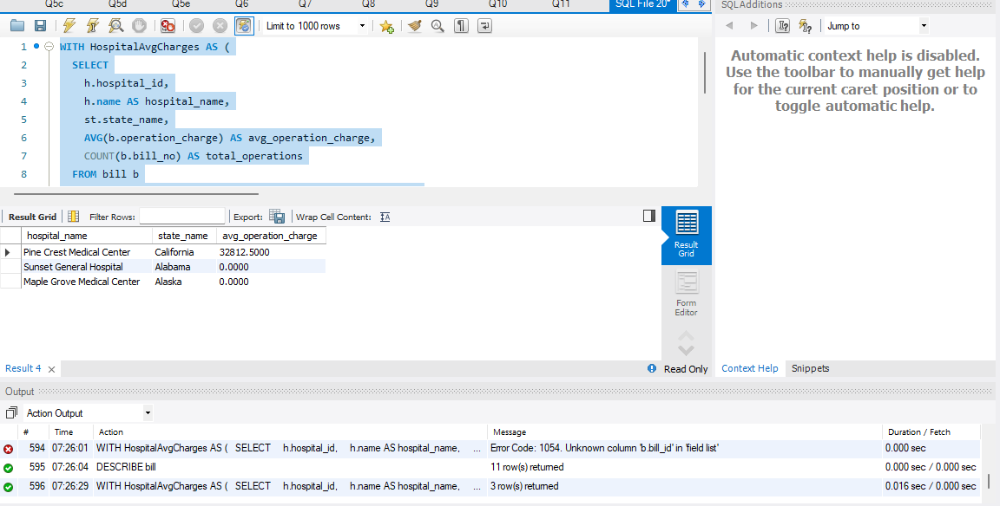 Q5c Q5d Q5e Q6 Q7 Q8 Q9 Q10 Q11 SQL File 20* SQLAdditions
Limit to 1000 rows Jump to
1 WITH HospitalAvgCharges AS (
2 SELECT
3 h.hospital_id,
4 h.name AS hospital_name,
5 st.state_name,
6 AVG(b.operation_charge) AS avg_operation_charge,
7 COUNT(b.bill_no) AS total_operations
8 FROM bill b
Automatic context help is disabled.
Use the toolbar to manually get help
for the current caret position or to
toggle automatic help.
Result Grid Filter Rows: Export: Wrap Cell Content:
hospital_name state_name avg_operation_charge
Pine Crest Medical Center California 32812.5000
Sunset General Hospital Alabama 0.0000
Maple Grove Medical Center Alaska 0.0000
Result
Grid
Form
Editor
Result 4 Read Only Context Help Snippets
Output
Action Output
# Time Action Message Duration / Fetch
594 07:26:01 WITH HospitalAvgCharges AS ( SELECT h.hospital_id, h.name AS hospital_name, ... Error Code: 1054. Unknown column 'b.bill_id' in 'field list' 0.000 sec
595 07:26:04 DESCRIBE bill 11 row(s) returned 0.000 sec / 0.000 sec
596 07:26:29 WITH HospitalAvgCharges AS ( SELECT h.hospital_id, h.name AS hospital_name, ... 3 row(s) returned 0.016 sec / 0.000 sec